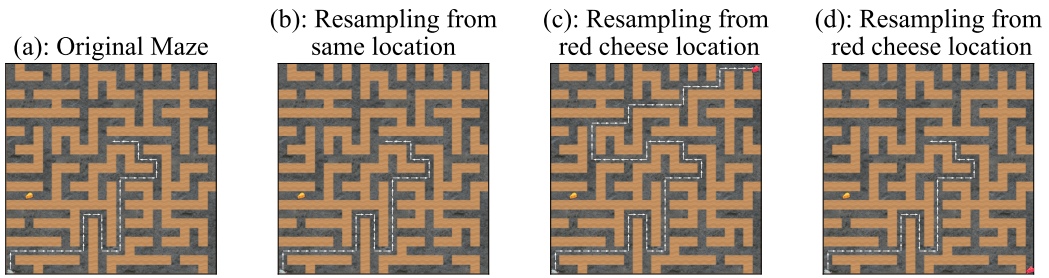 (a): Original Maze
(b): Resampling from
same location
(c): Resampling from
red cheese location
(d): Resampling from
red cheese location